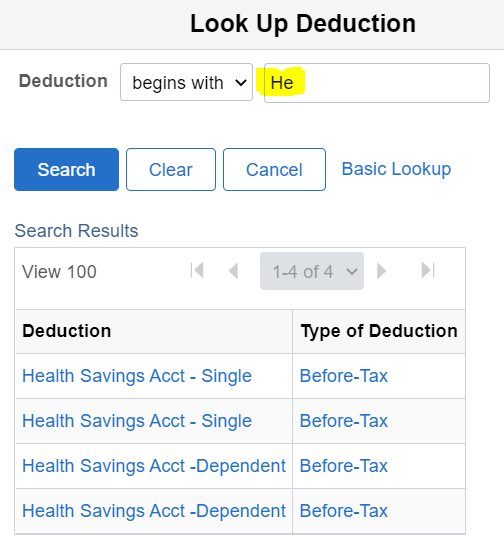 Look Up Deduction
Deduction begins with He
Search Clear Cancel Basic Lookup
Search Results
View 100 1-4 of 4
Deduction Type of Deduction
Health Savings Acct - Single Before-Tax
Health Savings Acct - Single Before-Tax
Health Savings Acct -Dependent Before-Tax
Health Savings Acct -Dependent Before-Tax